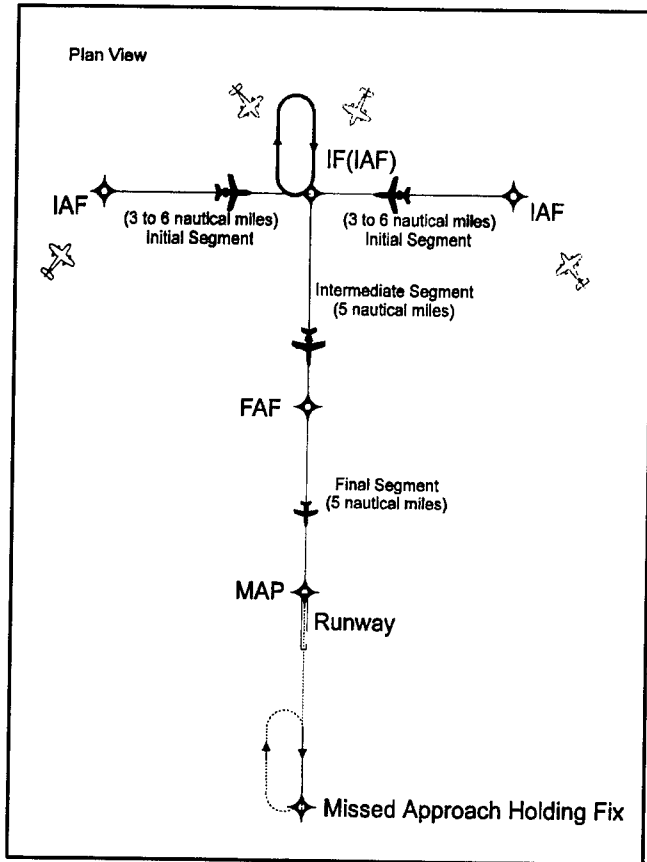 Plan View
IF(IAF)
IAF
IAF
(3 to 6 nautical miles)
Initial Segment
(3 to 6 nautical miles)
Initial Segment
Intermediate Segment
(5 nautical miles)
FAF
Final Segment
(5 nautical miles)
MAP
Runway
Missed Approach Holding Fix